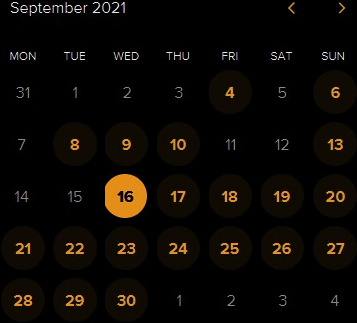 September 2021 < >
MON TUE WED THU FRI SAT SUN
31 1 2 3 4 5 6
7 8 9 10 11 12 13
14 15 16 17 18 19 20
21 22 23 24 25 26 27
28 29 30 1 2 3 4